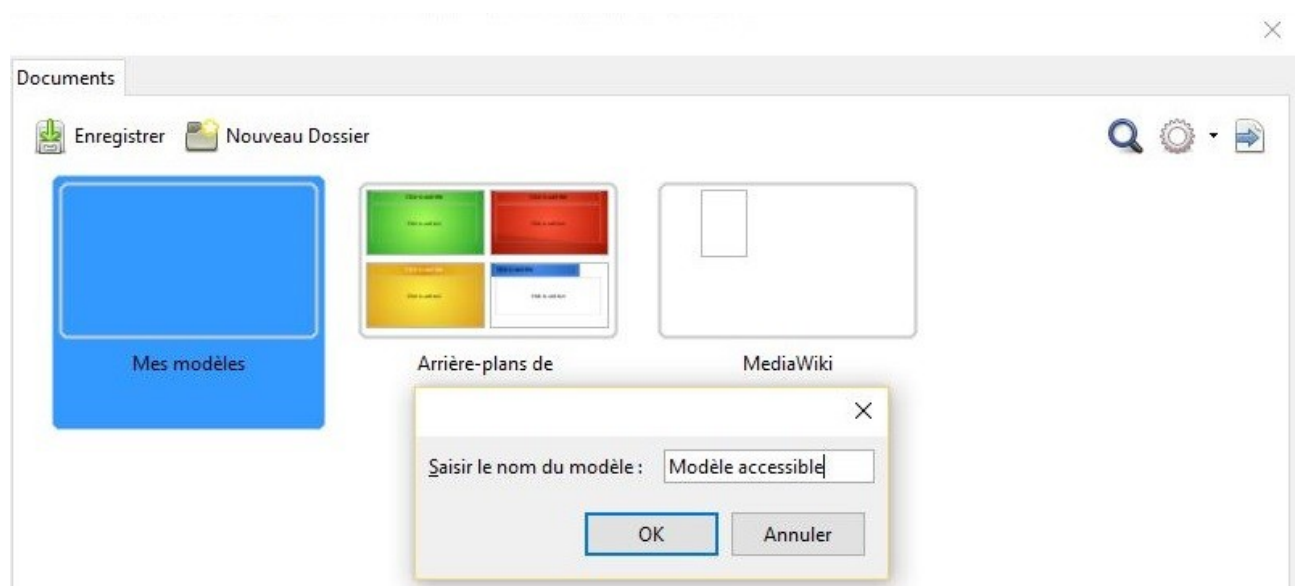 Documents
Enregistrer Nouveau Dossier
Mes modèles Arrière-plans de MediaWiki
Saisir le nom du modèle : Modèle accessible
OK Annuler